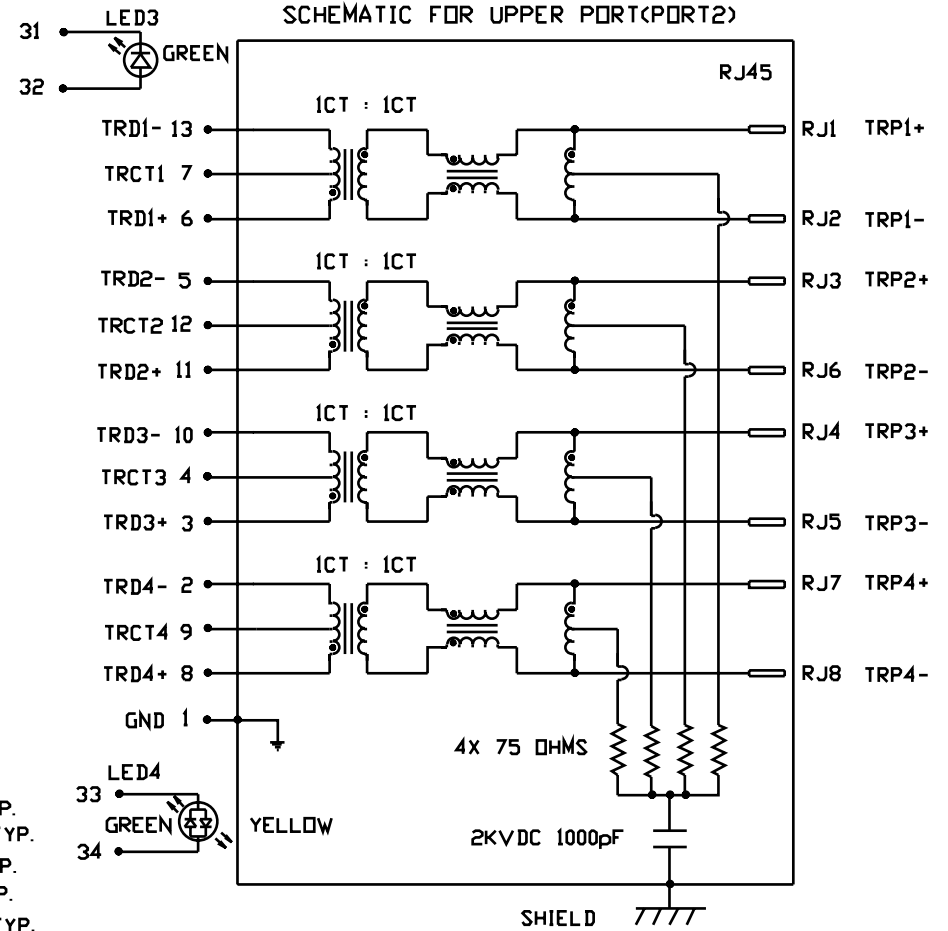 SCHEMATIC FOR UPPER PORT(PORT2)
LED3
31
GREEN
32
RJ45
1CT : 1CT
TRD1- 13
RJ1 TRP1+
TRCT1 7
TRD1+ 6
RJ2 TRP1-
1CT : 1CT
TRD2- 5
RJ3 TRP2+
TRCT2 12
TRD2+ 11
RJ6 TRP2-
1CT : 1CT
TRD3- 10
RJ4 TRP3+
TRCT3 4
TRD3+ 3
RJ5 TRP3-
1CT : 1CT
TRD4- 2
RJ7 TRP4+
TRCT4 9
TRD4+ 8
RJ8 TRP4-
GND 1
4X 75 OHMS
LED4
33
GREEN
YELLOW
34
2KVDC 1000pF
SHIELD
P.
YP.
P.
P.
TYP.